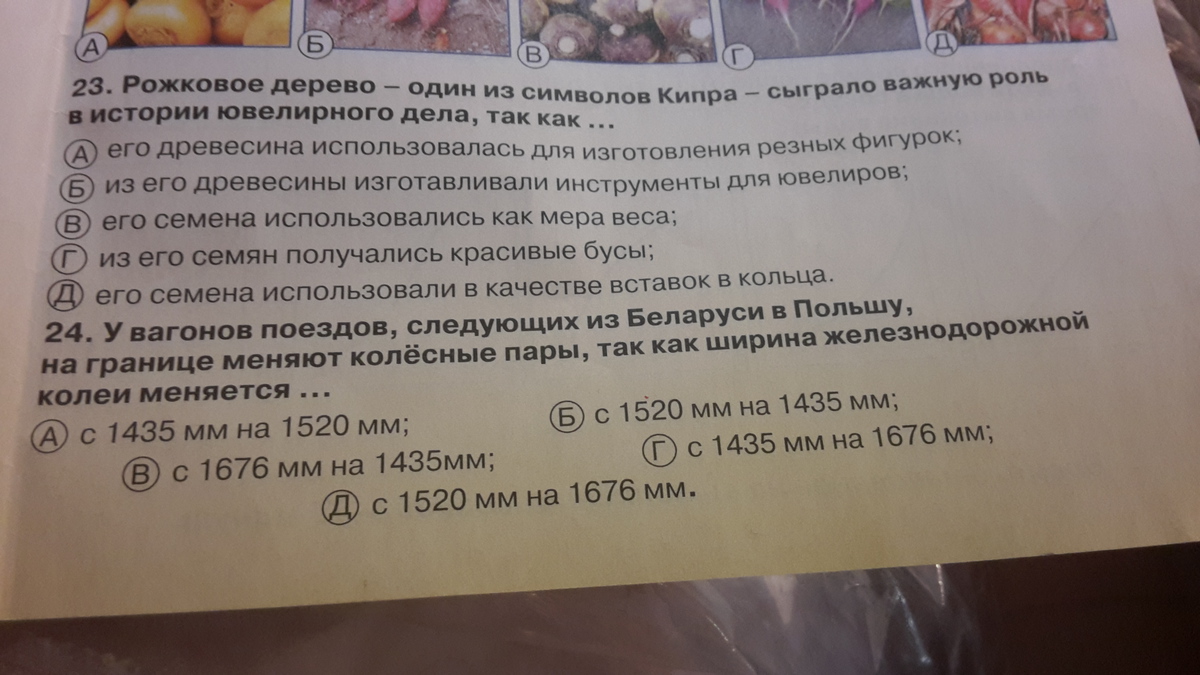 А Б В Г Д
23. Рожковое дерево – один из символов Кипра – сыграло важную роль
в истории ювелирного дела, так как ...
А его древесина использовалась для изготовления резных фигурок;
Б из его древесины изготавливали инструменты для ювелиров;
В его семена использовались как мера веса;
Г из его семян получались красивые бусы;
Д его семена использовали в качестве вставок в кольца.
24. У вагонов поездов, следующих из Беларуси в Польшу,
на границе меняют колёсные пары, так как ширина железнодорожной
колеи меняется ...
А с 1435 мм на 1520 мм; Б с 1520 мм на 1435 мм;
В с 1676 мм на 1435мм; Г с 1435 мм на 1676 мм;
Д с 1520 мм на 1676 мм.